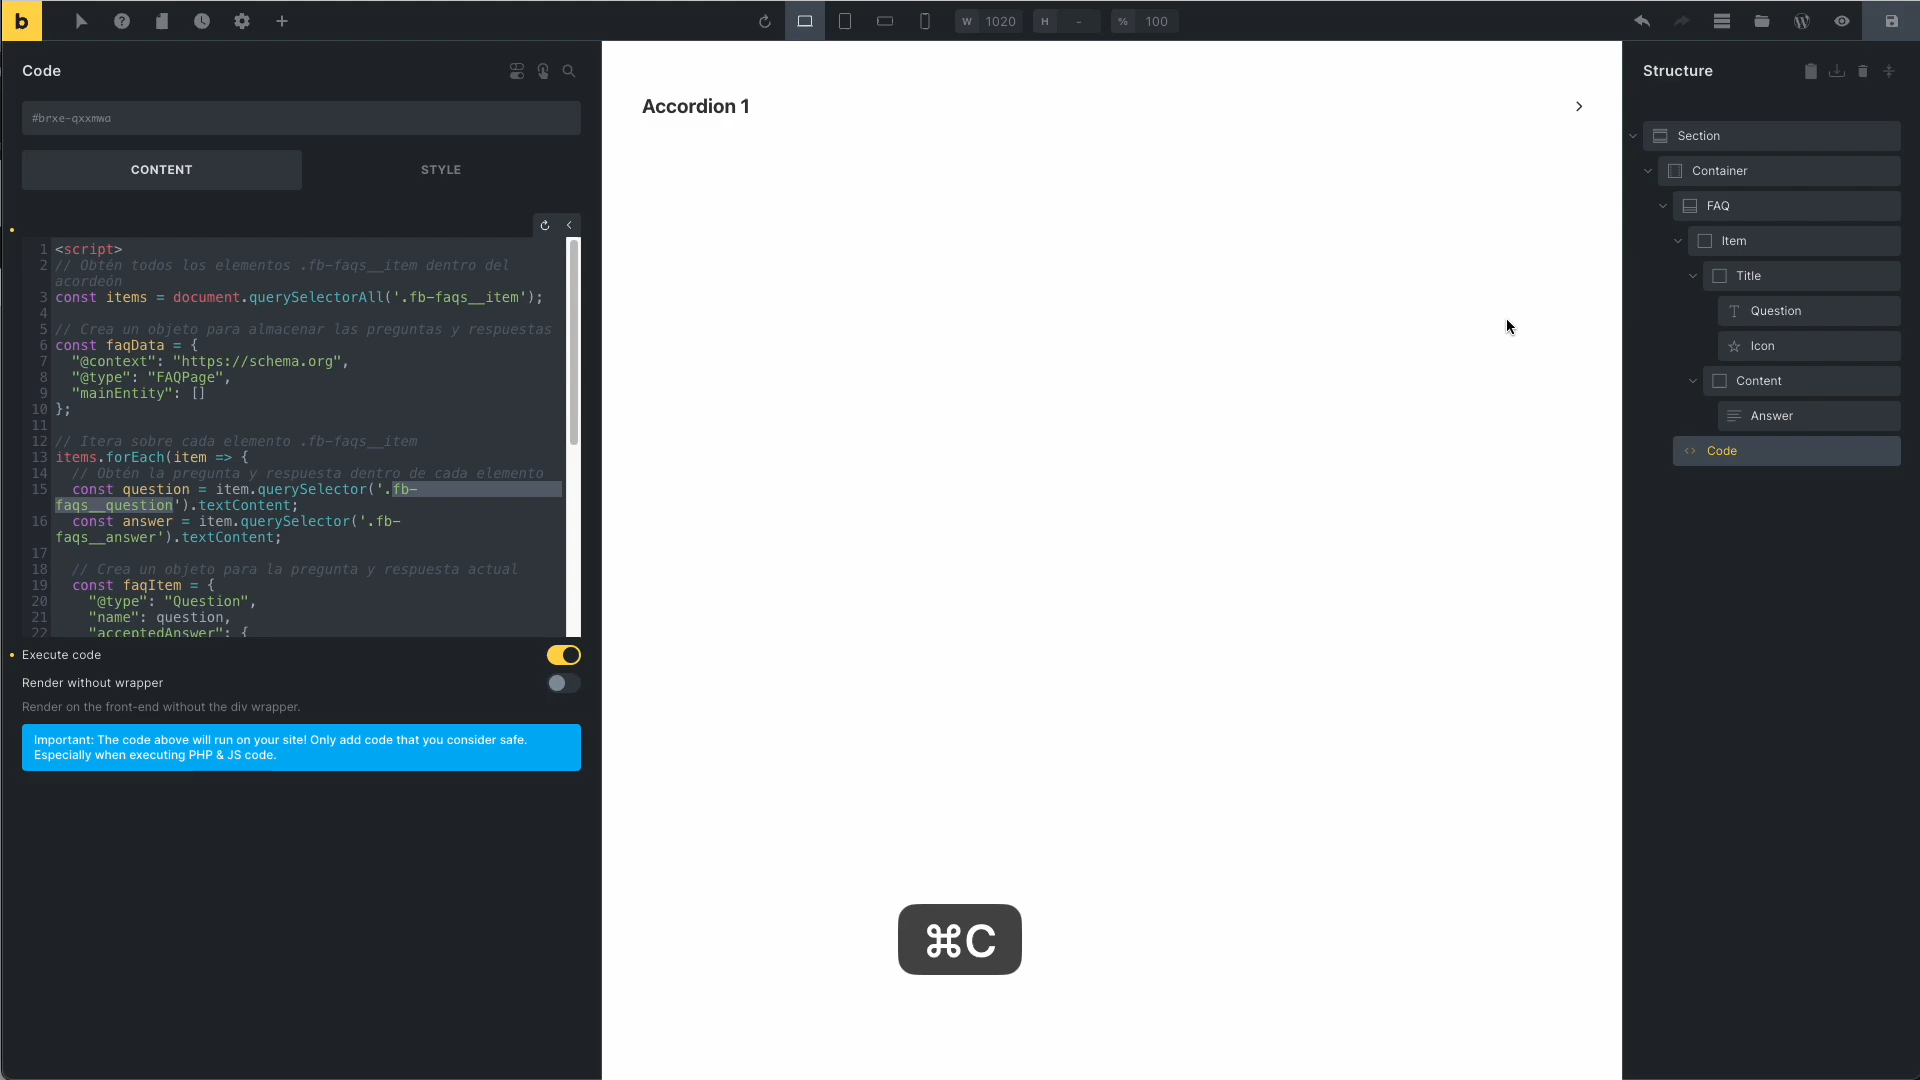 b
W 1020
H -
% 100
Code
#brxe-qxxmwa
CONTENT
STYLE
1 <script>
2 // Obtén todos los elementos .fb-faqs__item dentro del
acordeón
3 const items = document.querySelectorAll('.fb-faqs__item');
4
5 // Crea un objeto para almacenar las preguntas y respuestas
6 const faqData = {
7 "@context": "https://schema.org",
8 "@type": "FAQPage",
9 "mainEntity": []
10 };
11
12 // Itera sobre cada elemento .fb-faqs__item
13 items.forEach(item => {
14 // Obtén la pregunta y respuesta dentro de cada elemento
15 const question = item.querySelector('.fb-
faqs__question').textContent;
16 const answer = item.querySelector('.fb-
faqs__answer').textContent;
17
18 // Crea un objeto para la pregunta y respuesta actual
19 const faqItem = {
20 "@type": "Question",
21 "name": question,
22 "acceptedAnswer": {
Execute code
Render without wrapper
Render on the front-end without the div wrapper.
Important: The code above will run on your site! Only add code that you consider safe.
Especially when executing PHP & JS code.
Accordion 1
⌘C
Structure
Section
Container
FAQ
Item
Title
Question
Icon
Content
Answer
Code